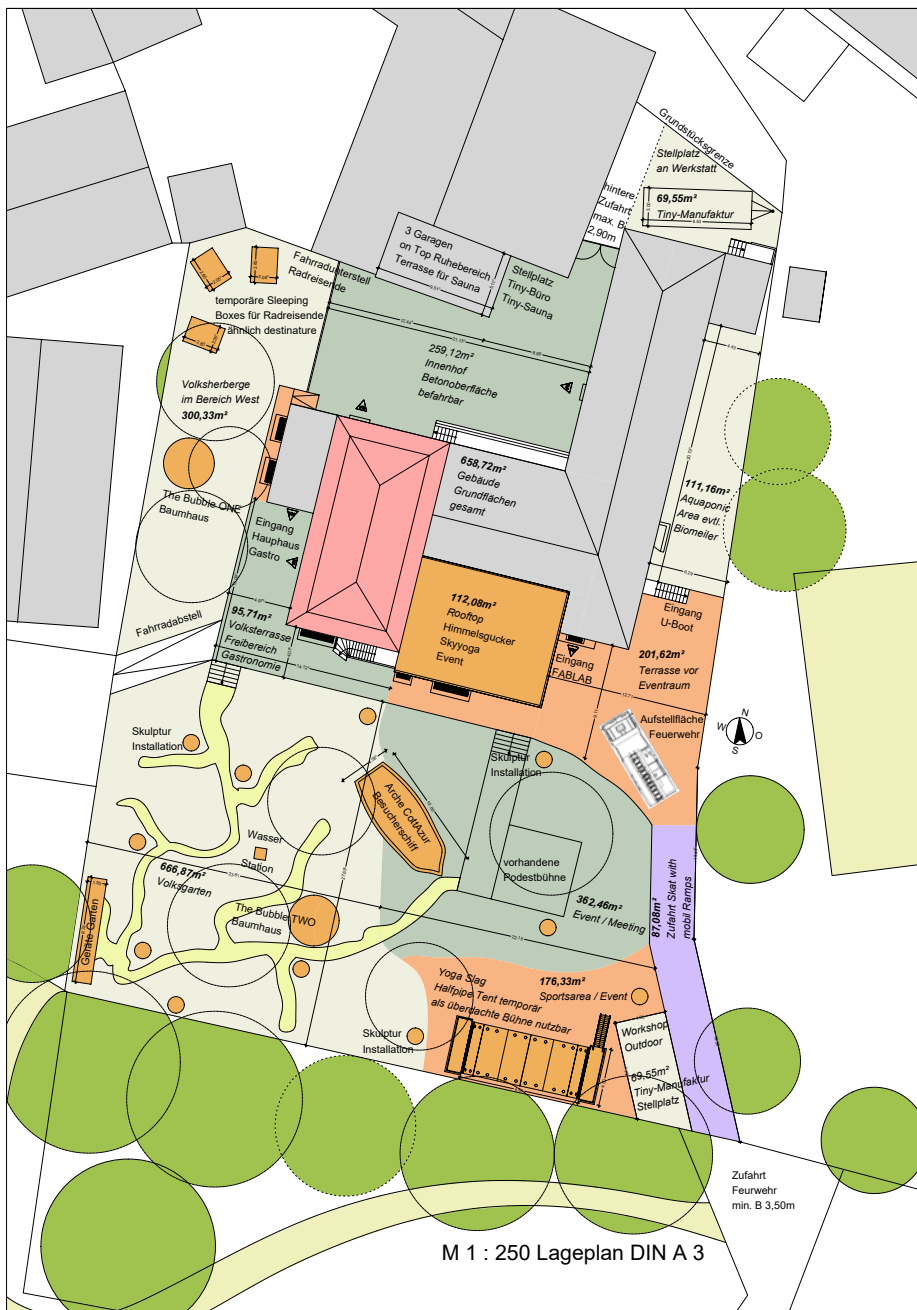 Grundstücksgrenze
Stellplatz
an Werkstatt
69,55m²
Tiny-Manufaktur
hintere
Zufahrt
max. B
2,90m
3 Garagen
on Top Ruhebereich
Terrasse für Sauna
Stellplatz
Tiny-Büro
Tiny-Sauna
Fahrradunterstell
Radreisende
temporäre Sleeping
Boxes für Radreisende
ähnlich destinature
259,12m²
Innenhof
Betonoberfläche
befahrbar
Volksherberge
im Bereich West
300,33m²
658,72m²
Gebäude
Grundflächen
gesamt
111,16m²
Aquaponic
Area evtl.
Biomeiler
The Bubble ONE
Baumhaus
Eingang
Hauphaus
Gastro
Fahrradabstell
95,71m²
Volksterrasse
Freibereich
Gastronomie
112,08m²
Rooftop
Himmelsgucker
Skyyoga
Event
Eingang
FABLAB
Eingang
U-Boot
201,62m²
Terrasse vor
Eventraum
Aufstellfläche
Feuerwehr
N
W
O
S
Skulptur
Installation
Skulptur
Installation
Arche CottAzur
Besucherschiff
Wasser
Station
666,87m²
Volksgarten
vorhandene
Podestbühne
362,46m²
Event / Meeting
87,08m²
Zufahrt Skat with
mobil Ramps
The Bubble TWO
Baumhaus
Geräte Garten
Yoga Slag
Halfpipe Tent temporär
als überdachte Bühne nutzbar
176,33m²
Sportsarea / Event
Skulptur
Installation
Workshop
Outdoor
69,55m²
Tiny-Manufaktur
Stellplatz
Zufahrt
Feurwehr
min. B 3,50m
M 1 : 250 Lageplan DIN A 3